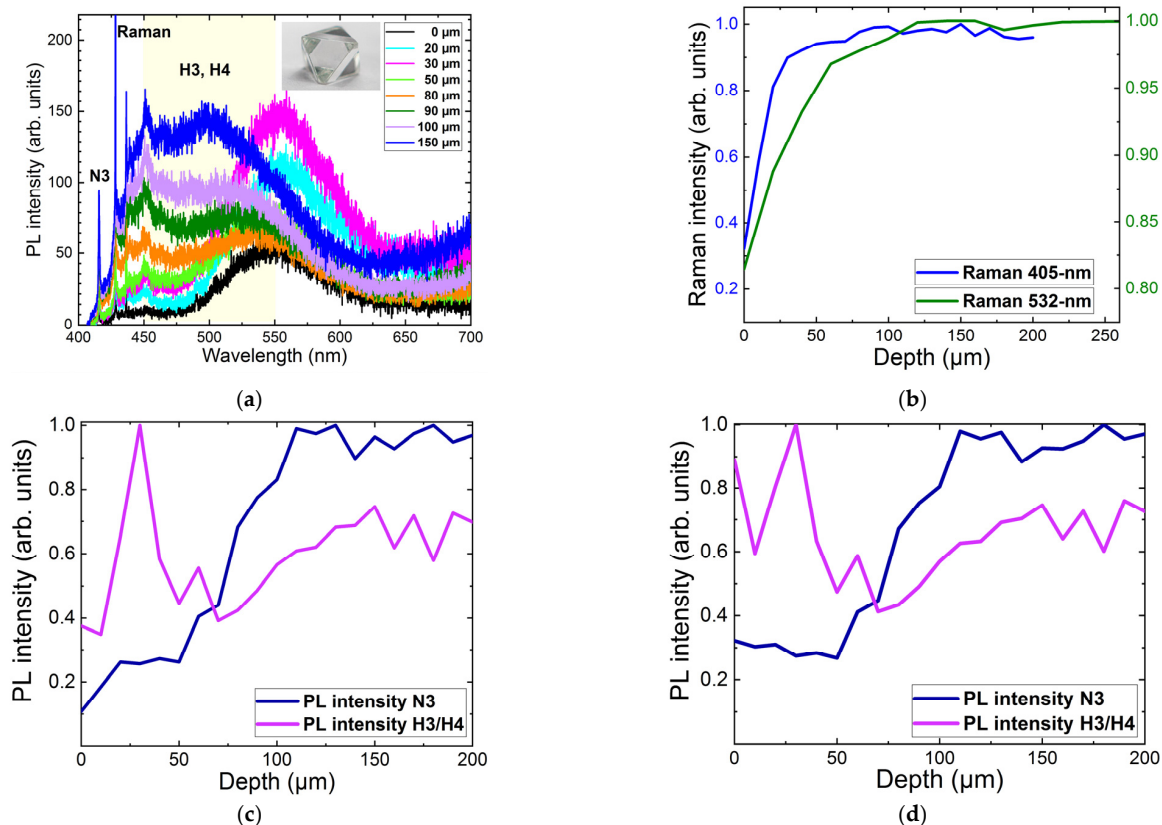 PL intensity (arb. units)
200
150
100
50
0
400
450
500
550
600
650
700
Wavelength (nm)
Raman
N3
H3, H4
0 µm
20 µm
30 µm
50 µm
80 µm
90 µm
100 µm
150 µm
(a)
Raman intensity (arb. units)
1.0
0.8
0.6
0.4
0.2
1.00
0.95
0.90
0.85
0.80
Raman 405-nm
Raman 532-nm
0
50
100
150
200
250
Depth (µm)
(b)
PL intensity (arb. units)
1.0
0.8
0.6
0.4
0.2
PL intensity N3
PL intensity H3/H4
0
50
100
150
200
Depth (µm)
(c)
PL intensity (arb. units)
1.0
0.8
0.6
0.4
0.2
PL intensity N3
PL intensity H3/H4
0
50
100
150
200
Depth (µm)
(d)